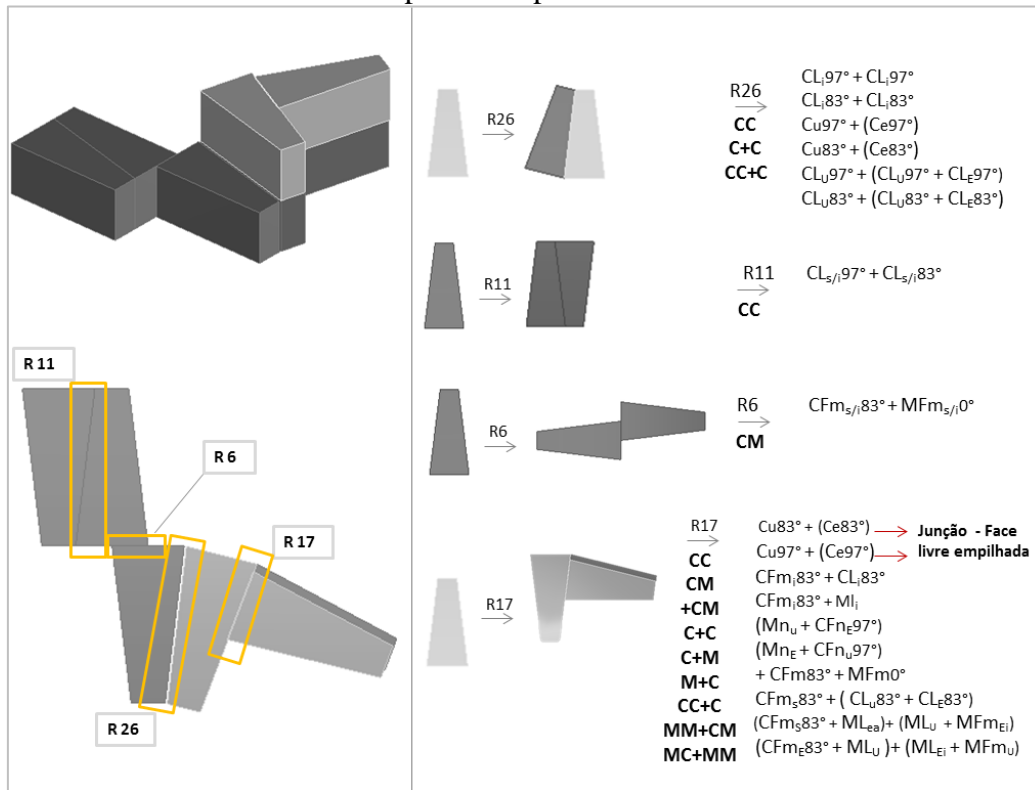 R 11
R 6
R 17
R 26
R26
R26
CC
C+C
CC+C
CLi97° + CLi97°
CLi83° + CLi83°
Cu97° + (Ce97°)
Cu83° + (Ce83°)
CLU97° + (CLU97° + CLE97°)
CLU83° + (CLU83° + CLE83°)
R11
R11
CC
CLs/i97° + CLs/i83°
R6
R6
CM
CFms/i83° + MFms/i0°
R17
R17
CC
CM
+CM
C+C
C+M
M+C
CC+C
MM+CM
MC+MM
Cu83° + (Ce83°)
Cu97° + (Ce97°)
CFmi83° + CLi83°
CFmi83° + MIi
(Mnu + CFnE97°)
(MnE + CFnu97°)
+ CFm83° + MFm0°
CFms83° + ( CLu83° + CLE83°)
(CFmS83° + MLea)+ (MLU + MFmEi)
(CFmE83° + MLU ) + (MLEi + MFmU)
Junção - Face
livre empilhada